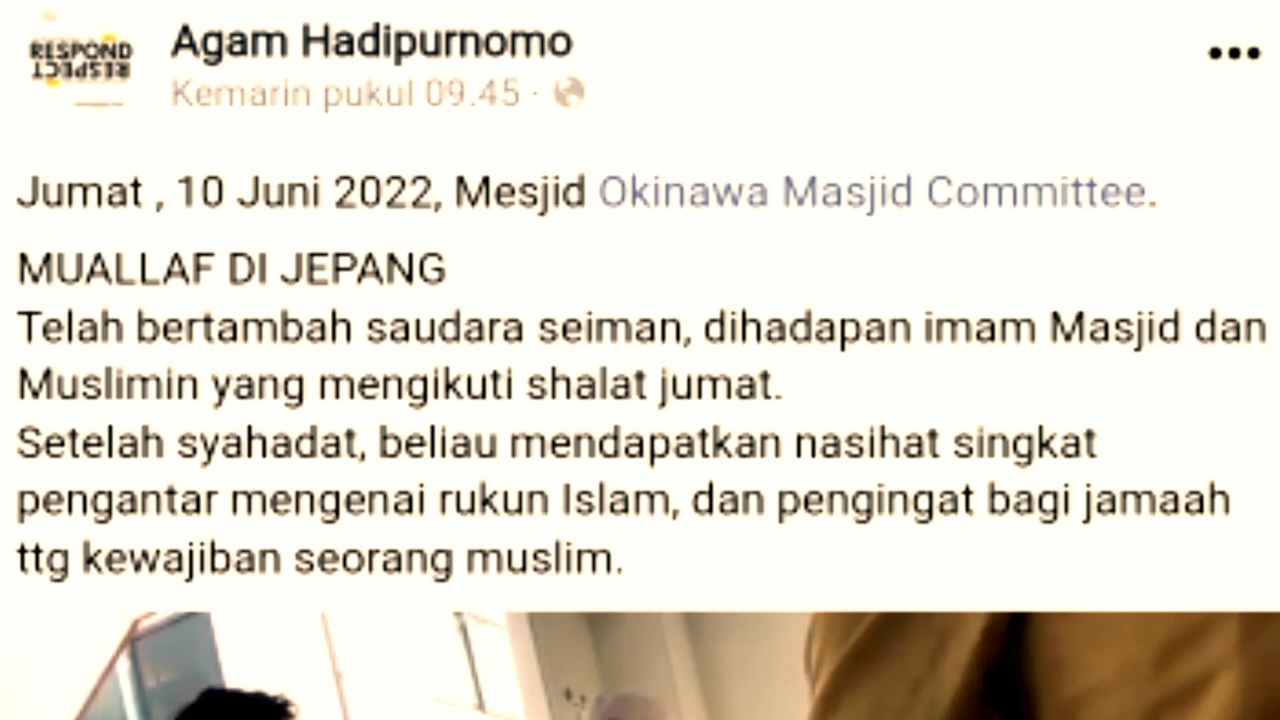 RESPOND
RESPECT
Agam Hadipurnomo
Kemarin pukul 09.45 ·
Jumat , 10 Juni 2022, Mesjid Okinawa Masjid Committee.
MUALLAF DI JEPANG
Telah bertambah saudara seiman, dihadapan imam Masjid dan
Muslimin yang mengikuti shalat jumat.
Setelah syahadat, beliau mendapatkan nasihat singkat
pengantar mengenai rukun Islam, dan pengingat bagi jamaah
ttg kewajiban seorang muslim.